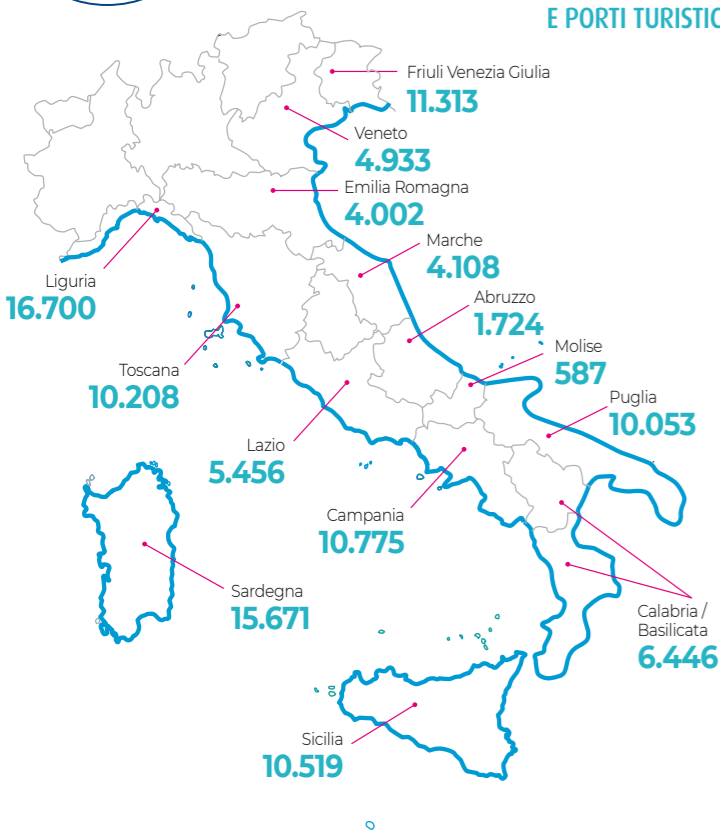 E PORTI TURISTIC
Friuli Venezia Giulia
11.313
Veneto
4.933
Emilia Romagna
4.002
Marche
4.108
Liguria
16.700
Abruzzo
1.724
Molise
587
Toscana
10.208
Puglia
10.053
Lazio
5.456
Campania
10.775
Sardegna
15.671
Calabria /
Basilicata
6.446
Sicilia
10.519